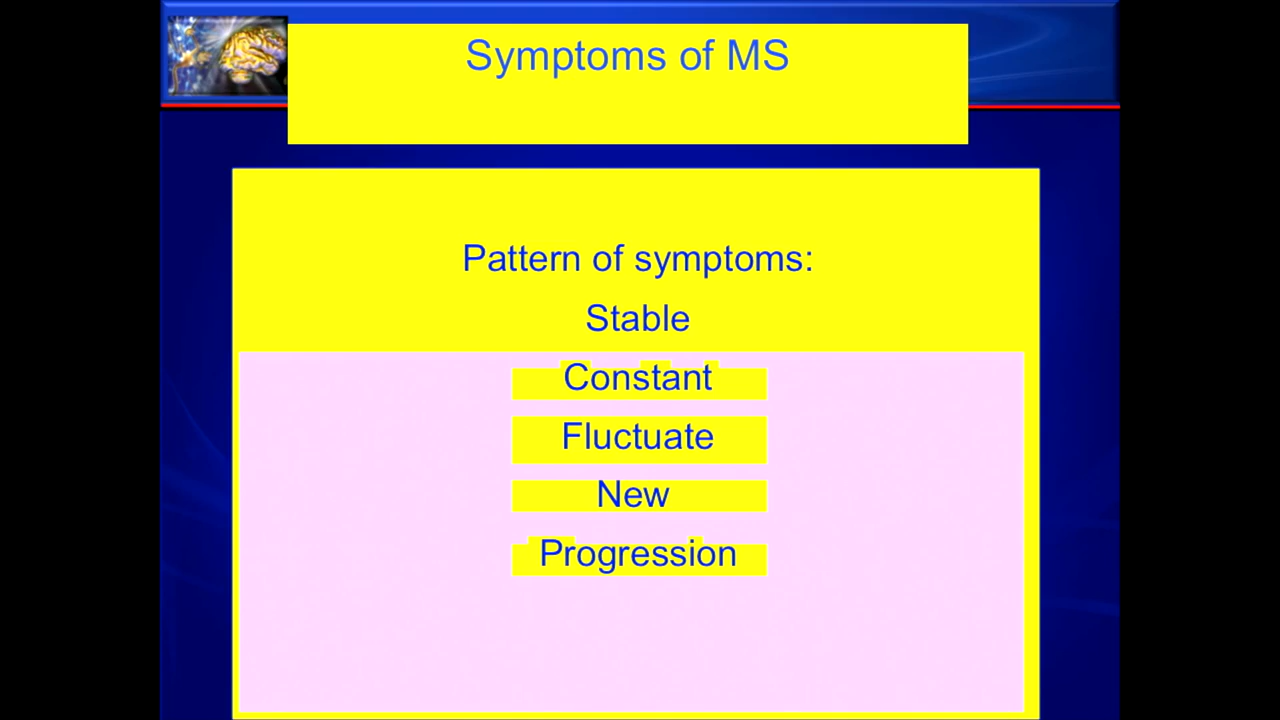 Symptoms of MS
Pattern of symptoms:
Stable
Constant
Fluctuate
New
Progression